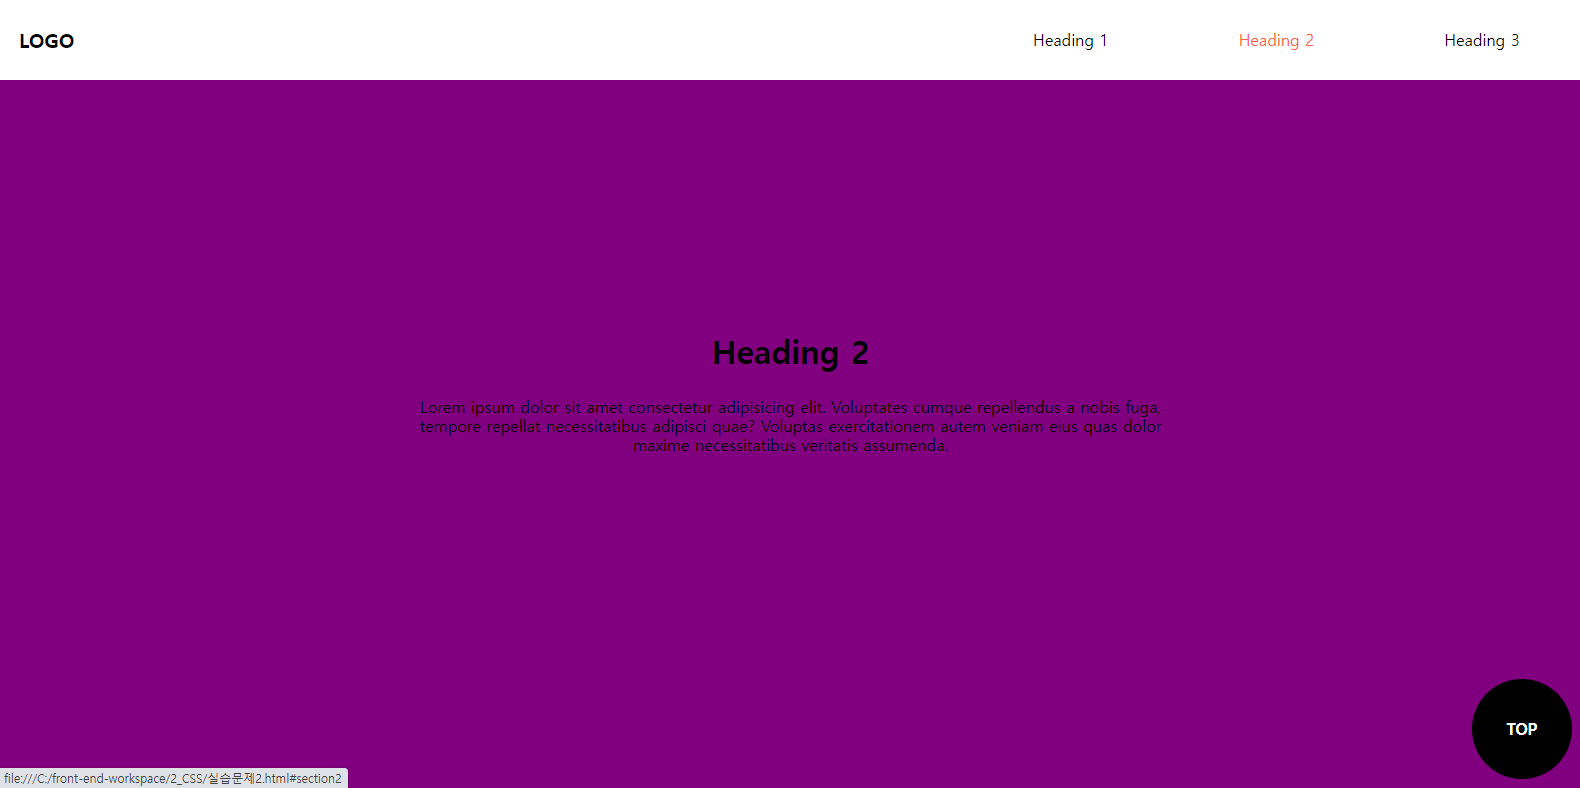 LOGO
Heading 1
Heading 2
Heading 3
Heading 2
Lorem ipsum dolor sit amet consectetur adipisicing elit. Voluptates cumque repellendus a nobis fuga,
tempore repellat necessitatibus adipisci quae? Voluptas exercitationem autem veniam eius quas dolor
maxime necessitatibus veritatis assumenda.
TOP
file:///C:/front-end-workspace/2_CSS/실습문제2.html#section2